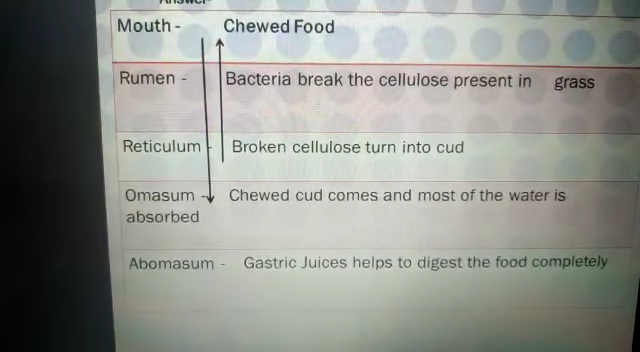 Answer-
Mouth - Chewed Food
Rumen - Bacteria break the cellulose present in grass
Reticulum - Broken cellulose turn into cud
Omasum - Chewed cud comes and most of the water is
absorbed
Abomasum - Gastric Juices helps to digest the food completely